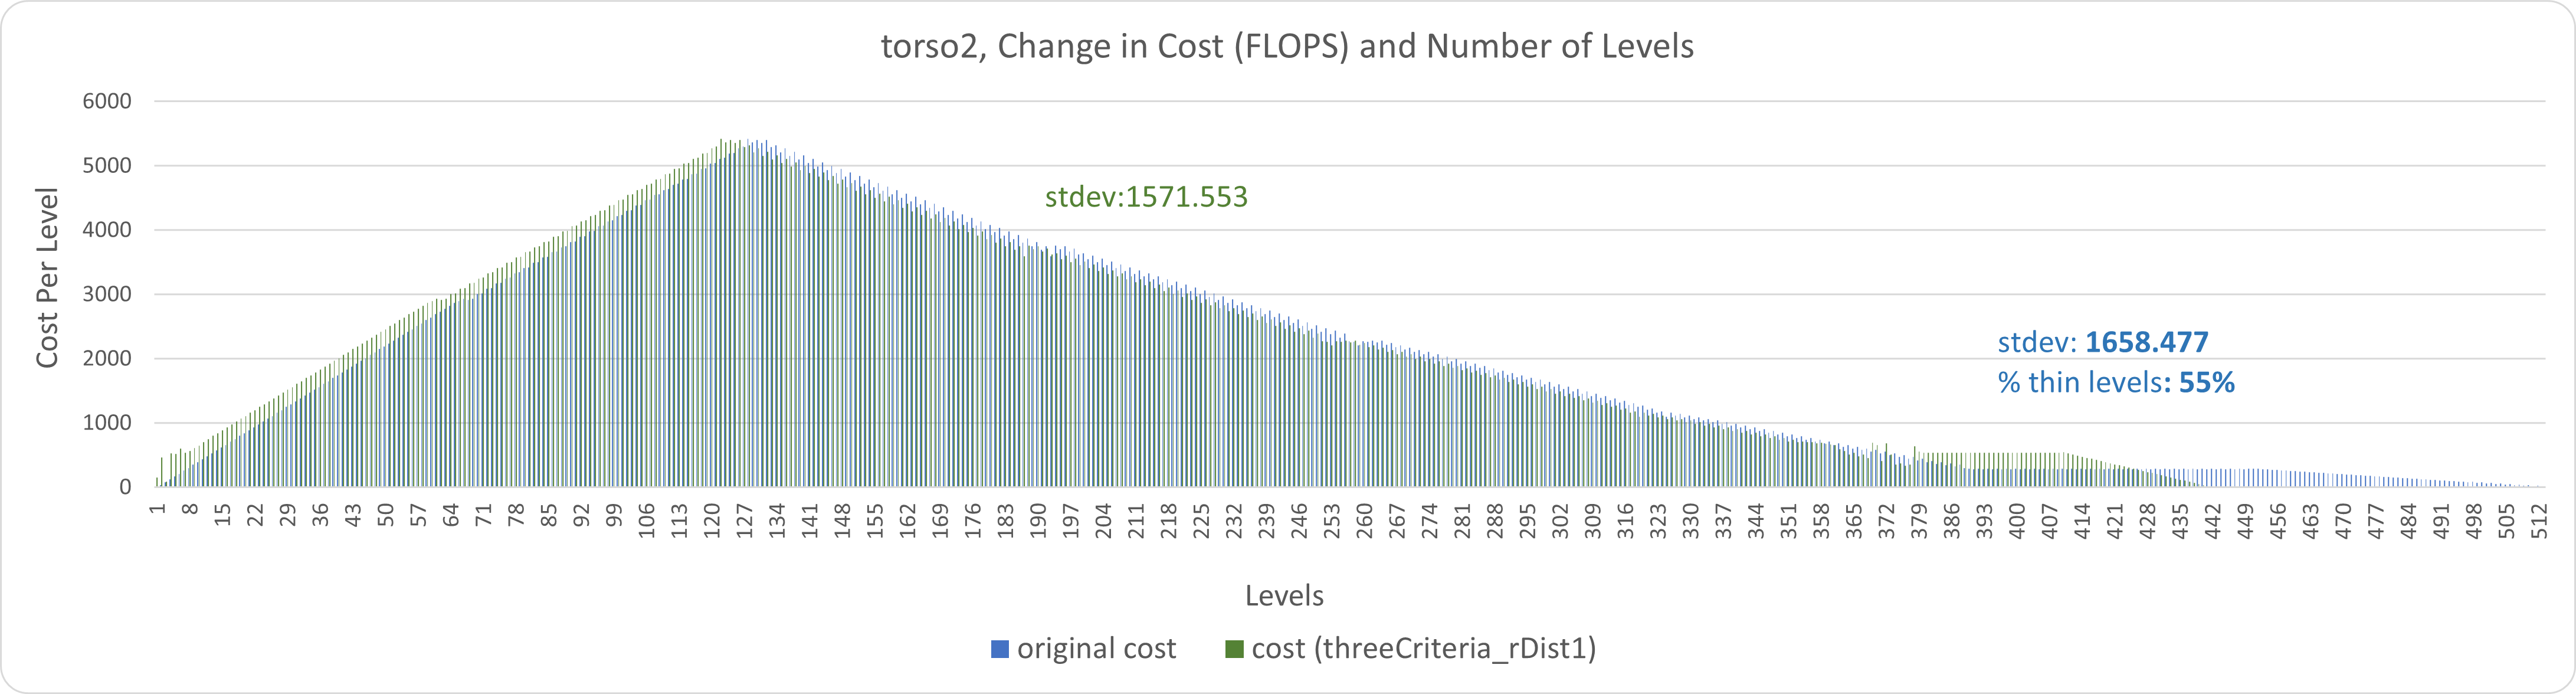 torso2, Change in Cost (FLOPS) and Number of Levels
Cost Per Level
6000
5000
4000
3000
2000
1000
0
stdev:1571.553
stdev: 1658.477
% thin levels: 55%
1 8 15 22 29 36 43 50 57 64 71 78 85 92 99 106 113 120 127 134 141 148 155 162 169 176 183 190 197 204 211 218 225 232 239 246 253 260 267 274 281 288 295 302 309 316 323 330 337 344 351 358 365 372 379 386 393 400 407 414 421 428 435 442 449 456 463 470 477 484 491 498 505 512
Levels
original cost
cost (threeCriteria_rDist1)